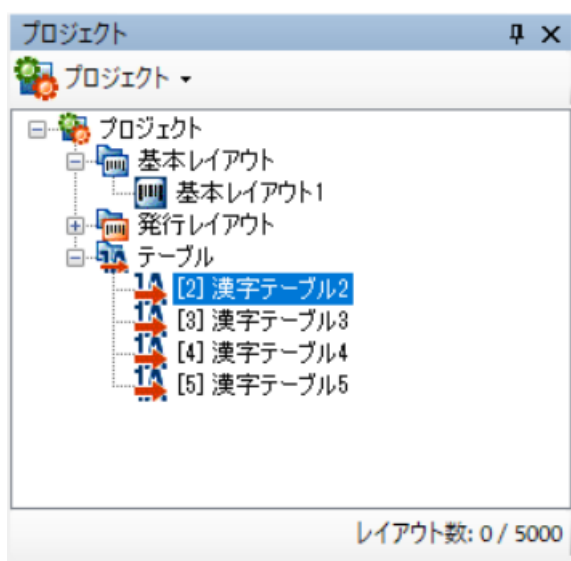 プロジェクト
プロジェクト
プロジェクト
基本レイアウト
基本レイアウト1
発行レイアウト
テーブル
[2] 漢字テーブル2
[3] 漢字テーブル3
[4] 漢字テーブル4
[5] 漢字テーブル5
レイアウト数: 0 / 5000